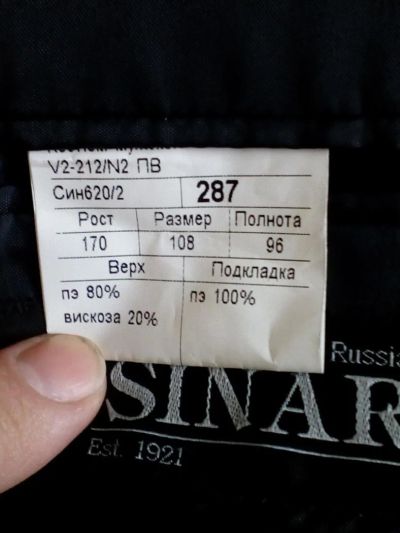 V2-212/N2 ПВ
Син620/2 287
Рост Размер Полнота
170 108 96
Верх Подкладка
пэ 80% пэ 100%
вискоза 20%
Russia
SINAR
Est. 1921